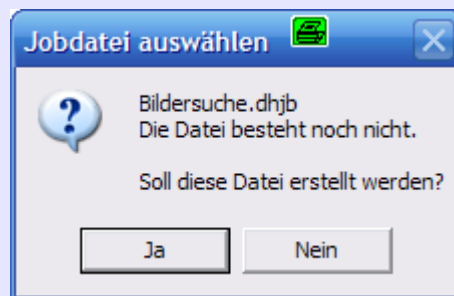 Jobdatei auswählen
Bildersuche.dhjb
Die Datei besteht noch nicht.
Soll diese Datei erstellt werden?
Ja
Nein